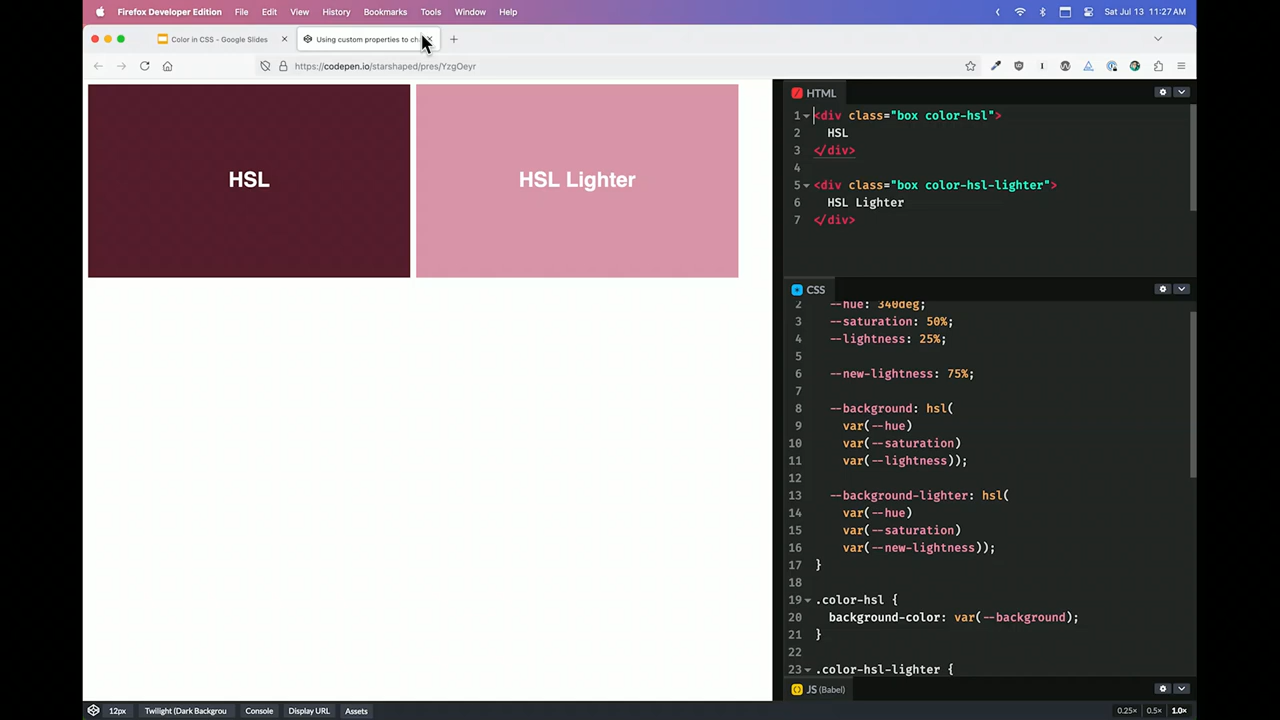 Firefox Developer Edition File Edit View History Bookmarks Tools Window Help Sat Jul 13 11:27 AM
Color in CSS - Google Slides Using custom properties to ch
https://codepen.io/starshaped/pres/YzgOeyr
HSL
HSL Lighter
HTML
1 <div class="box color-hsl">
2 HSL
3 </div>
4
5 <div class="box color-hsl-lighter">
6 HSL Lighter
7 </div>
CSS
2 --hue: 340deg;
3 --saturation: 50%;
4 --lightness: 25%;
5
6 --new-lightness: 75%;
7
8 --background: hsl(
9 var(--hue)
10 var(--saturation)
11 var(--lightness));
12
13 --background-lighter: hsl(
14 var(--hue)
15 var(--saturation)
16 var(--new-lightness));
17 }
18
19 .color-hsl {
20 background-color: var(--background);
21 }
22
23 .color-hsl-lighter {
JS (Babel)
12px Twilight (Dark Backgrou Console Display URL Assets 0.25× 0.5× 1.0×